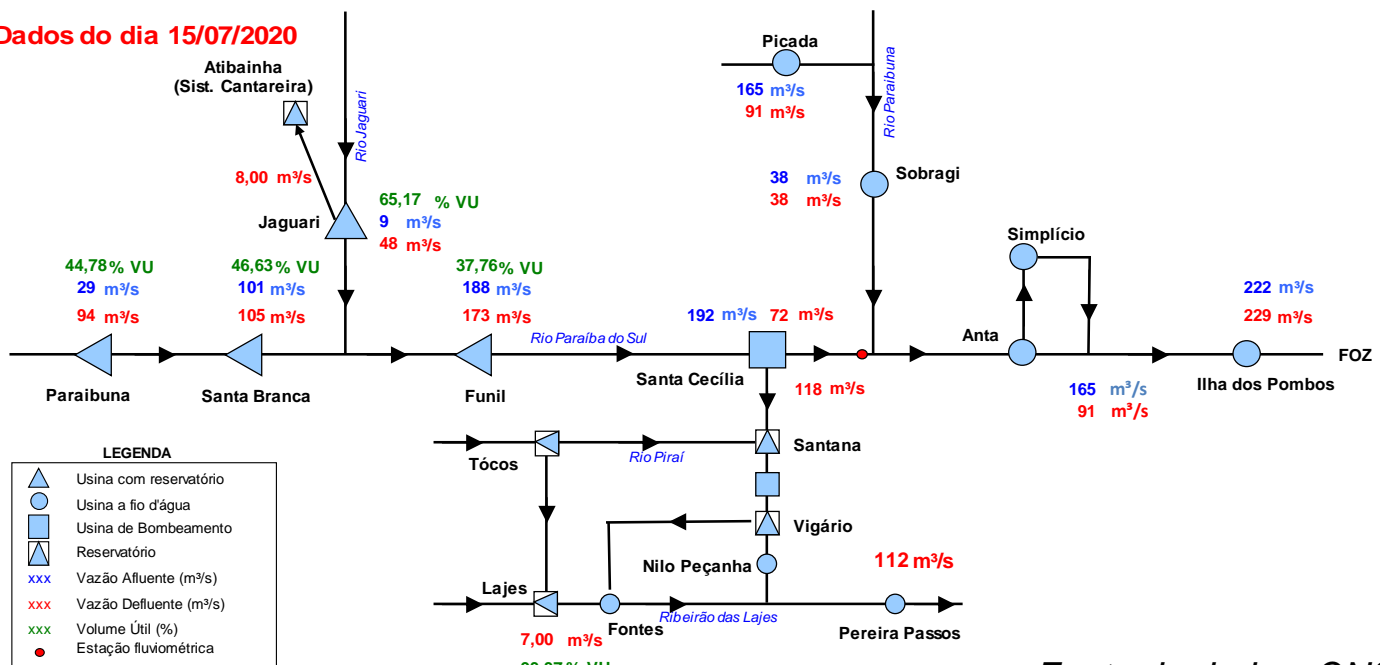 Dados do dia 15/07/2020
Atibainha
(Sist. Cantareira)
Rio Jaguari
8,00 m³/s
Jaguari
65,17 % VU
9 m³/s
48 m³/s
Picada
165 m³/s
91 m³/s
Rio Paraibuna
38 m³/s
38 m³/s
Sobragi
44,78% VU
29 m³/s
94 m³/s
Paraibuna
46,63% VU
101 m³/s
105 m³/s
Santa Branca
37,76% VU
188 m³/s
173 m³/s
Funil
Rio Paraíba do Sul
192 m³/s 72 m³/s
Santa Cecília
118 m³/s
Simplício
Anta
165 m³/s
91 m³/s
222 m³/s
229 m³/s
Ilha dos Pombos
FOZ
Tócos
Rio Piraí
Santana
Vigário
Nilo Peçanha
112 m³/s
Lajes
Fontes
Ribeirão das Lajes
Pereira Passos
7,00 m³/s
% VU
LEGENDA
Usina com reservatório
Usina a fio d'água
Usina de Bombeamento
Reservatório
xxx Vazão Afluente (m³/s)
xxx Vazão Defluente (m³/s)
xxx Volume Útil (%)
Estação fluviométrica